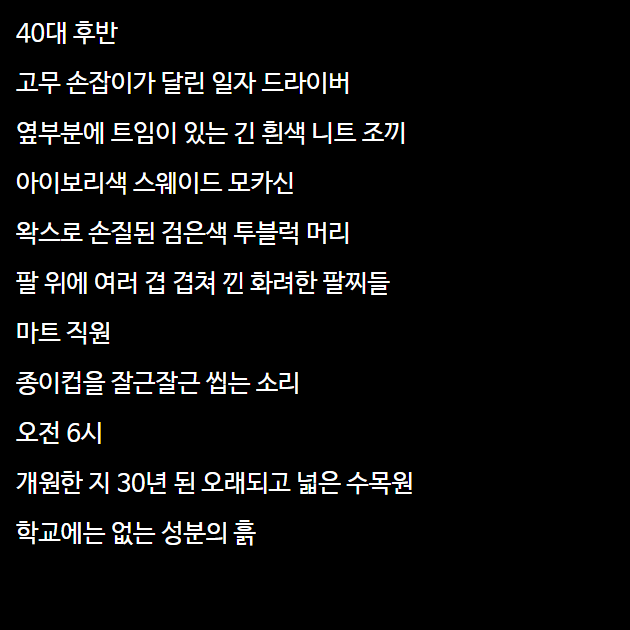 40대 후반
고무 손잡이가 달린 일자 드라이버
옆부분에 트임이 있는 긴 흰색 니트 조끼
아이보리색 스웨이드 모카신
왁스로 손질된 검은색 투블럭 머리
팔 위에 여러 겹 겹쳐 낀 화려한 팔찌들
마트 직원
종이컵을 잘근잘근 씹는 소리
오전 6시
개원한 지 30년 된 오래되고 넓은 수목원
학교에는 없는 성분의 흙